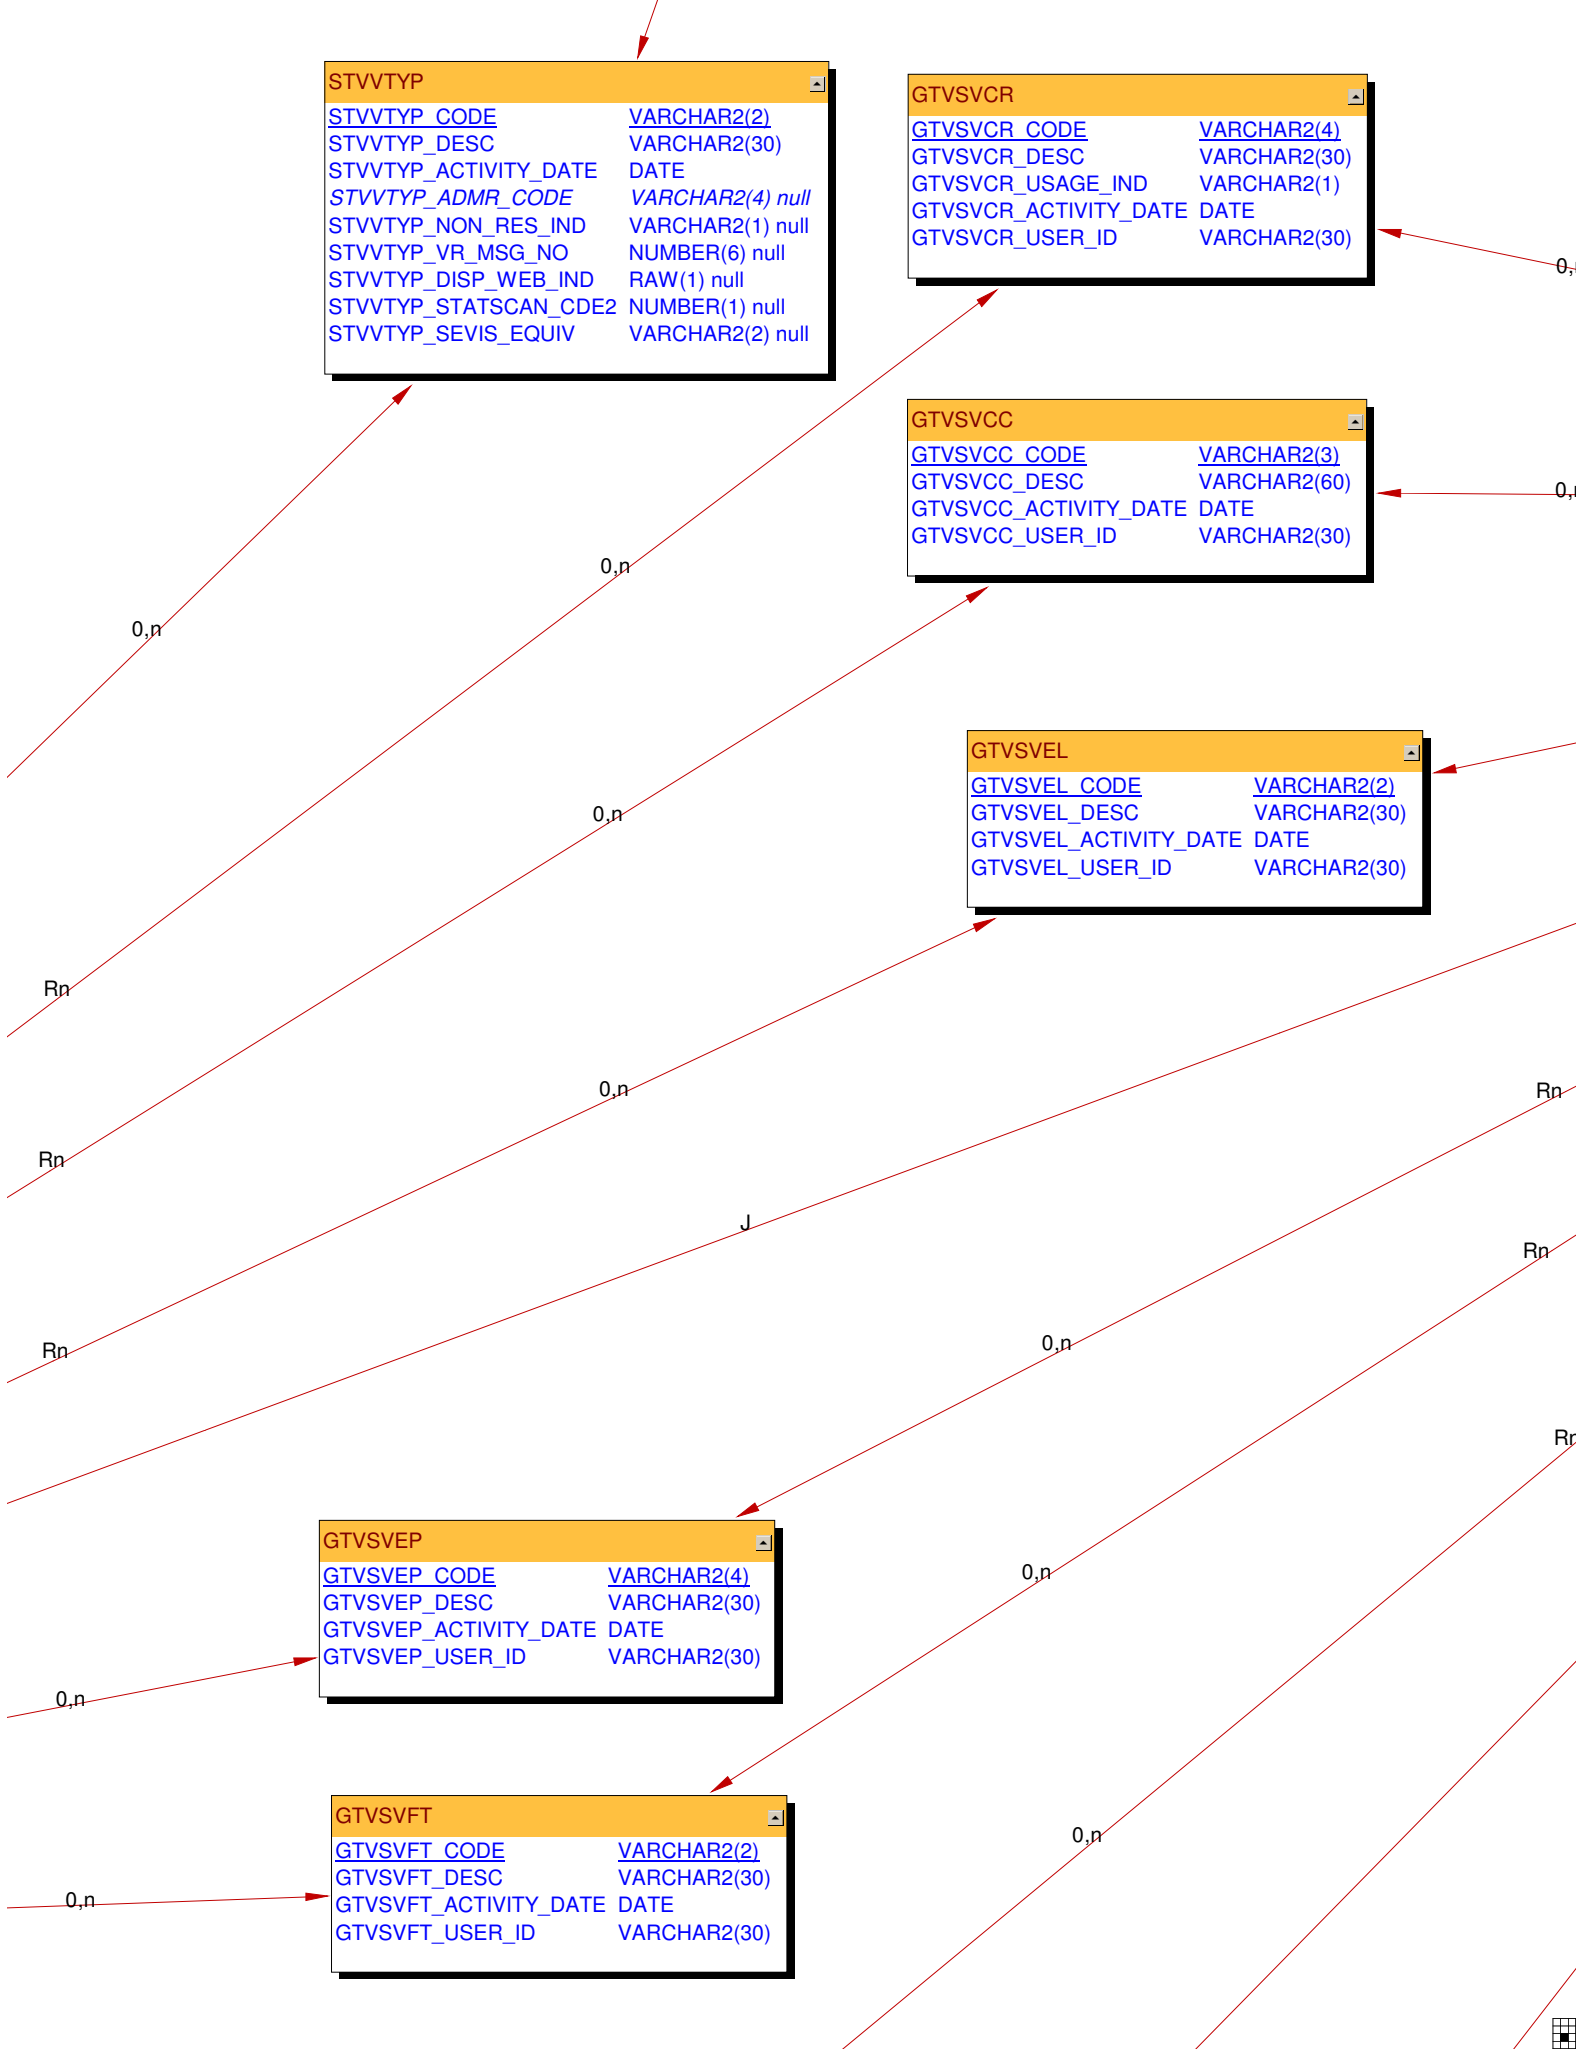 STVVTYP
STVVTYP_CODE VARCHAR2(2)
STVVTYP_DESC VARCHAR2(30)
STVVTYP_ACTIVITY_DATE DATE
STVVTYP_ADMR_CODE VARCHAR2(4) null
STVVTYP_NON_RES_IND VARCHAR2(1) null
STVVTYP_VR_MSG_NO NUMBER(6) null
STVVTYP_DISP_WEB_IND RAW(1) null
STVVTYP_STATSCAN_CDE2 NUMBER(1) null
STVVTYP_SEVIS_EQUIV VARCHAR2(2) null
GTVSVCR
GTVSVCR_CODE VARCHAR2(4)
GTVSVCR_DESC VARCHAR2(30)
GTVSVCR_USAGE_IND VARCHAR2(1)
GTVSVCR_ACTIVITY_DATE DATE
GTVSVCR_USER_ID VARCHAR2(30)
0,
GTVSVCC
GTVSVCC_CODE VARCHAR2(3)
GTVSVCC_DESC VARCHAR2(60)
GTVSVCC_ACTIVITY_DATE DATE
GTVSVCC_USER_ID VARCHAR2(30)
0,
0,n
0,n
GTVSVEL
GTVSVEL_CODE VARCHAR2(2)
GTVSVEL_DESC VARCHAR2(30)
GTVSVEL_ACTIVITY_DATE DATE
GTVSVEL_USER_ID VARCHAR2(30)
0,n
Rn
0,n
Rn
Rn
J
Rn
0,n
Rn
Rn
GTVSVEP
GTVSVEP_CODE VARCHAR2(4)
GTVSVEP_DESC VARCHAR2(30)
GTVSVEP_ACTIVITY_DATE DATE
GTVSVEP_USER_ID VARCHAR2(30)
0,n
0,n
GTVSVFT
GTVSVFT_CODE VARCHAR2(2)
GTVSVFT_DESC VARCHAR2(30)
GTVSVFT_ACTIVITY_DATE DATE
GTVSVFT_USER_ID VARCHAR2(30)
0,n
0,n